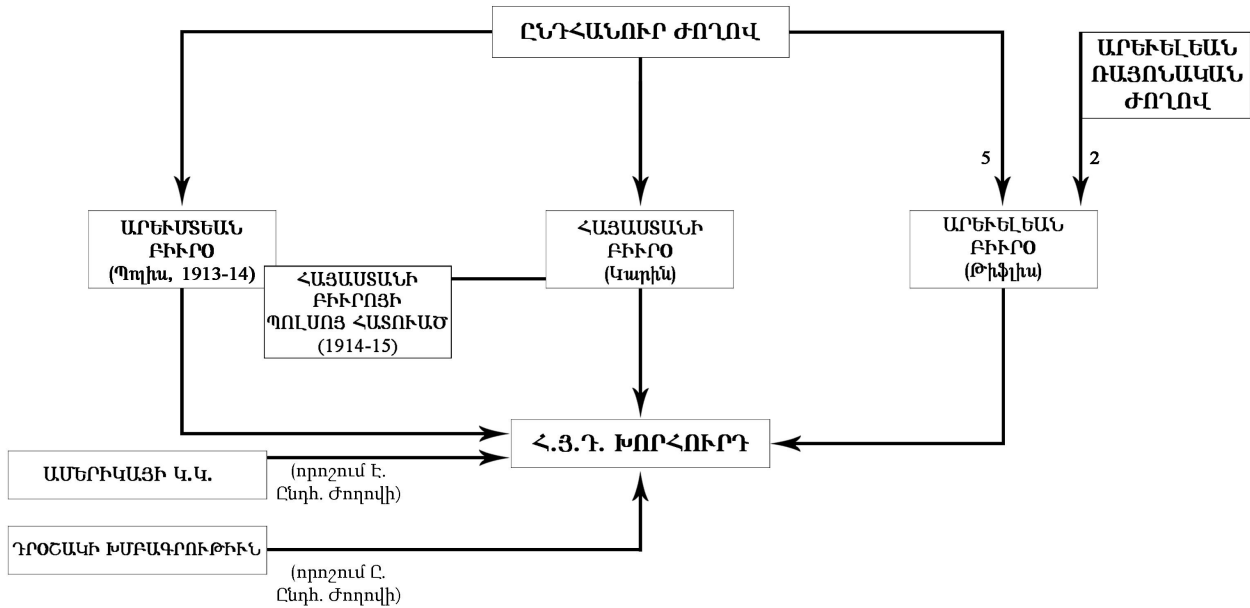 ԸՆԴՀԱՆՈՒՐ ԺՈՂՈՎ
ԱՐԵՒԵԼԵԱՆ
ՌԱՅՈՆԱԿԱՆ
ԺՈՂՈՎ
5
2
ԱՐԵՒՄՏԵԱՆ
ԲԻՒՐՕ
(Պոլիս, 1913-14)
ՀԱՅԱՍՏԱՆԻ
ԲԻՒՐՕ
(Կարին)
ԱՐԵՒԵԼԵԱՆ
ԲԻՒՐՕ
(Թիֆլիս)
ՀԱՅԱՍՏԱՆԻ
ԲԻՒՐՈՅԻ
ՊՈԼՍՈՅ ՀԱՏՈՒԱԾ
(1914-15)
Հ.Յ.Դ. ԽՈՐՀՈՒՐԴ
ԱՄԵՐԻԿԱՅԻ Կ.Կ.
(որոշում Է.
Ընդհ. Ժողովի)
ԴՐՕՇԱԿԻ ԽՄԲԱԳՐՈՒԹԻՒՆ
(որոշում Ը.
Ընդհ. Ժողովի)